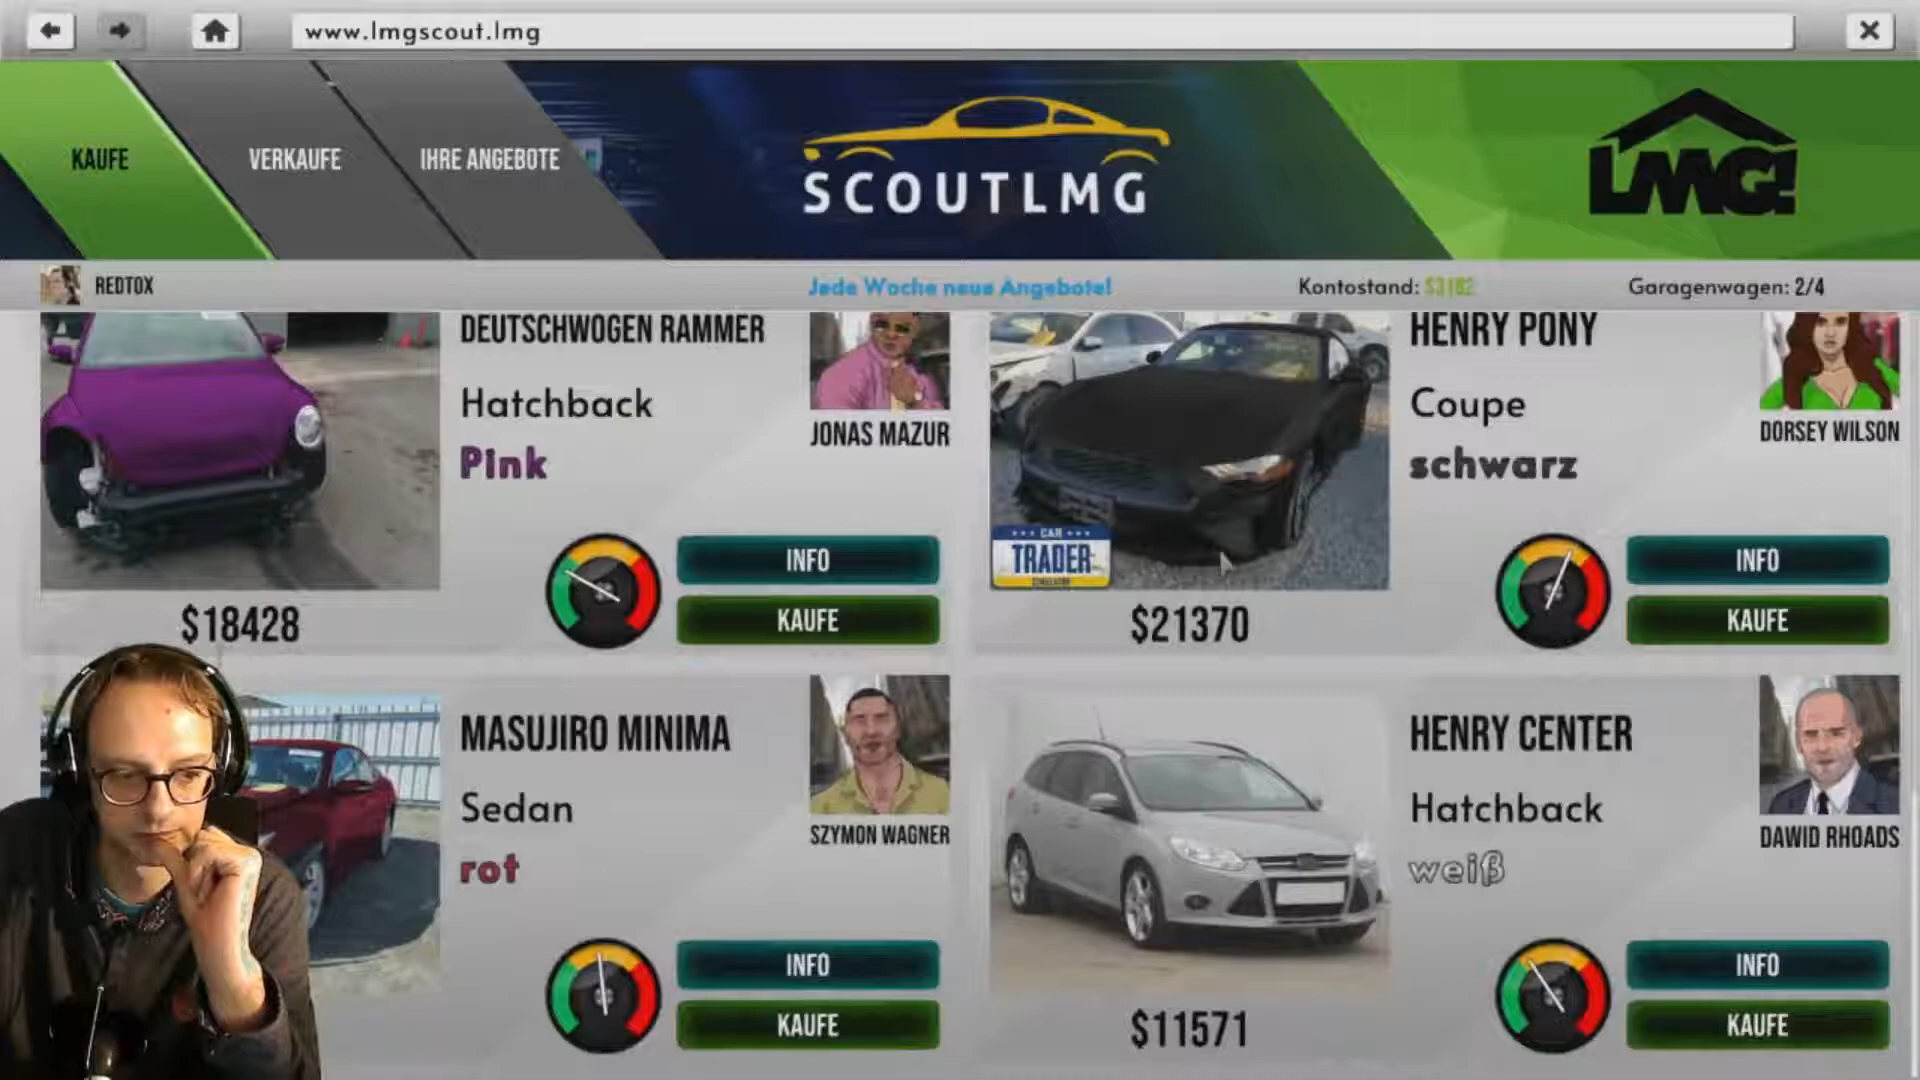 www.lmgscout.lmg
KAUFE
VERKAUFE
IHRE ANGEBOTE
SCOUTLMG
LMG!
REDTOX
Jede Woche neue Angebote!
Kontostand: $3182
Garagenwagen: 2/4
DEUTSCHWOGEN RAMMER
Hatchback
Pink
JONAS MAZUR
INFO
KAUFE
$18428
HENRY PONY
Coupe
schwarz
DORSEY WILSON
CAR
TRADER
SIMULATOR
INFO
KAUFE
$21370
MASUJIRO MINIMA
Sedan
rot
SZYMON WAGNER
INFO
KAUFE
HENRY CENTER
Hatchback
weiß
DAWID RHOADS
INFO
KAUFE
$11571